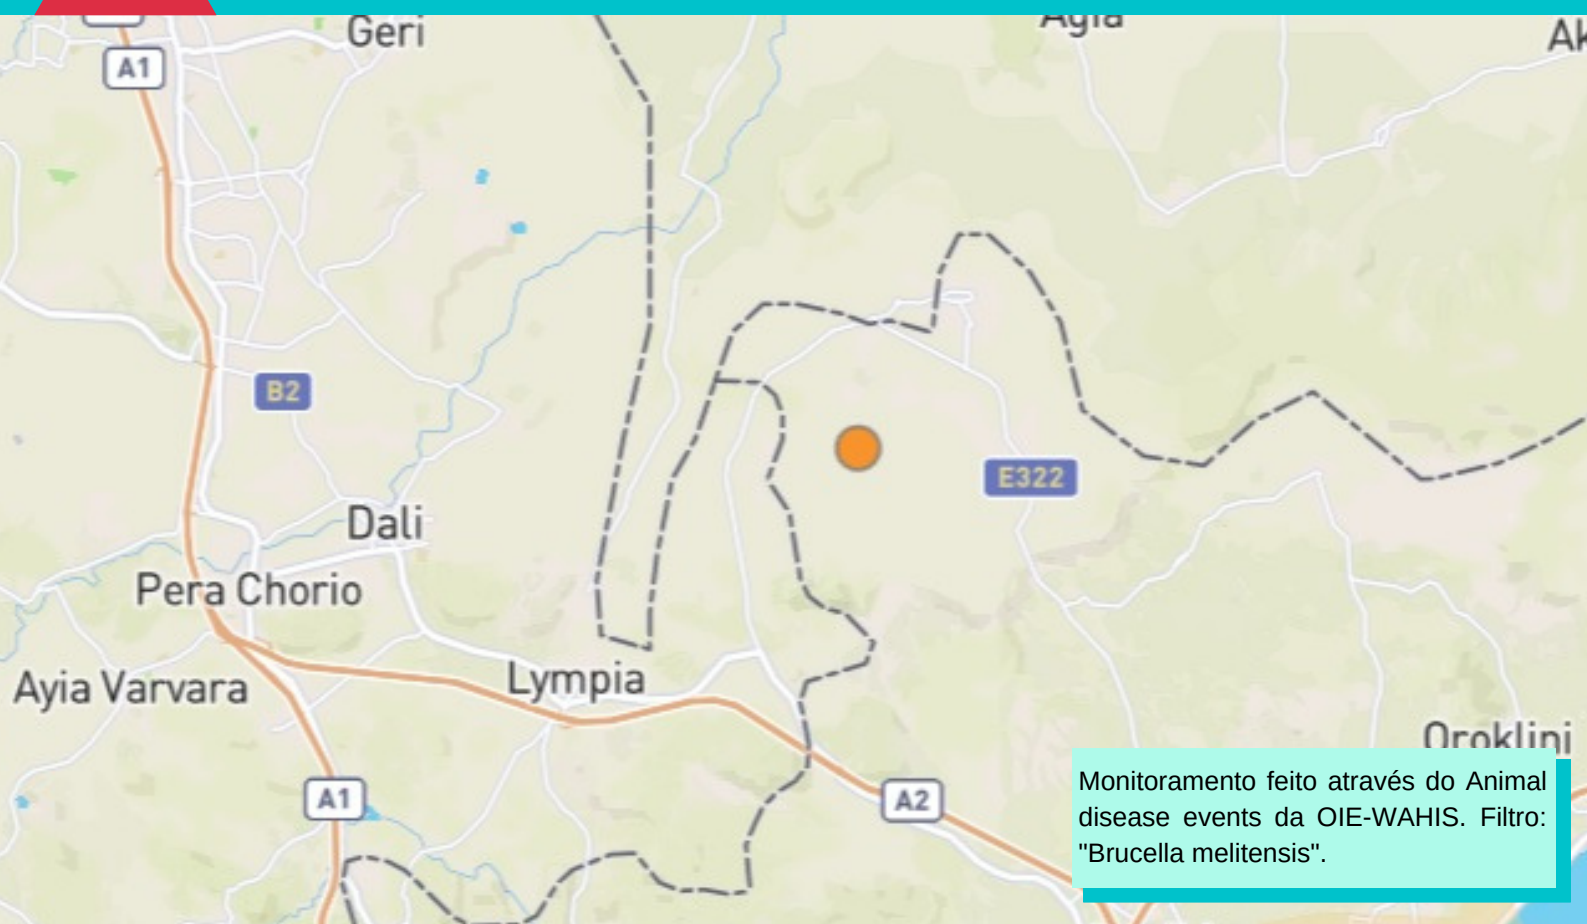 Geri
Agia
A1
B2
E322
Dali
Pera Chorio
Ayia Varvara
Lympia
Oroklini
A1
A2
Monitoramento feito através do Animal
disease events da OIE-WAHIS. Filtro:
"Brucella melitensis".